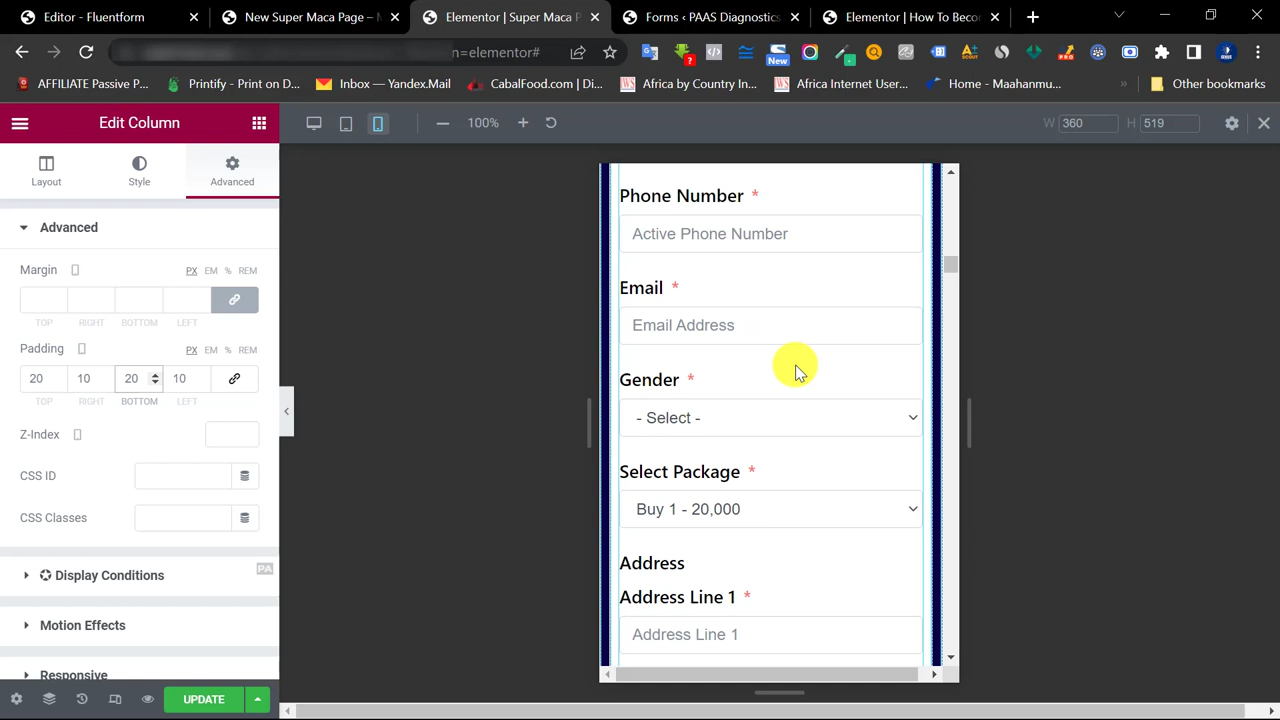 Editor - Fluentform
New Super Maca Page –
Elementor | Super Maca P
Forms ‹ PAAS Diagnostics
Elementor | How To Becor
n=elementor#
New
PRO
AFFILIATE Passive P...
Printify - Print on D...
Inbox — Yandex.Mail
CabalFood.com | Di...
Africa by Country In...
Africa Internet User...
Home - Maahanmu...
»
Other bookmarks
Edit Column
100%
W 360 H 519
Layout
Style
Advanced
Advanced
Margin
PX EM % REM
TOP RIGHT BOTTOM LEFT
Padding
PX EM % REM
20 10 20 10
TOP RIGHT BOTTOM LEFT
Z-Index
CSS ID
CSS Classes
Display Conditions
PA
Motion Effects
Responsive
UPDATE
Phone Number *
Active Phone Number
Email *
Email Address
Gender *
- Select -
Select Package *
Buy 1 - 20,000
Address
Address Line 1 *
Address Line 1